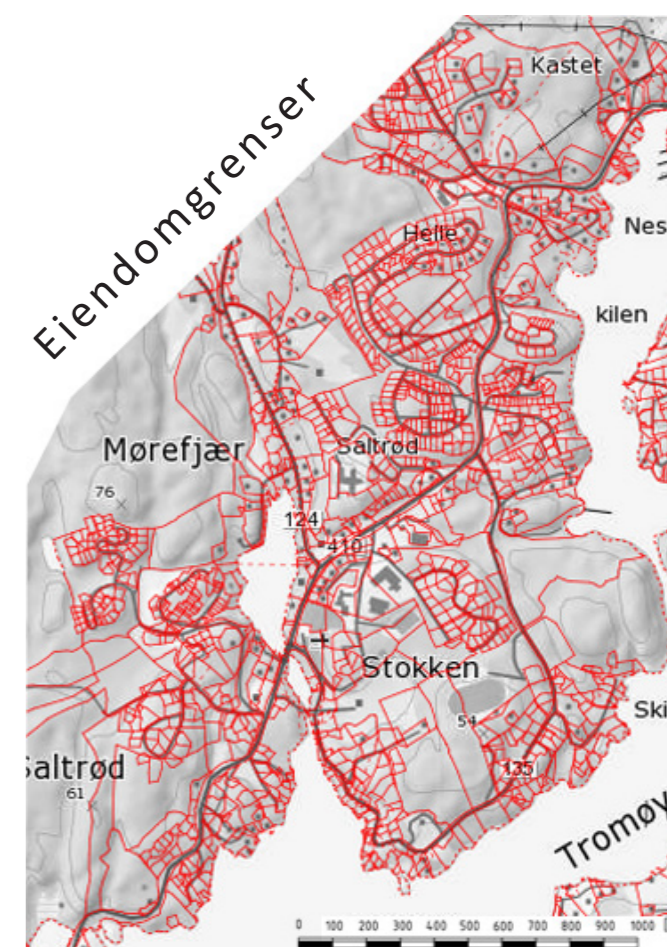 Kastet
Eiendomgrenser
Helle
Nes
kilen
Mørefjær
Saltrød
76
124
410
Stokken
54
Ski
Saltrød
61
135
Tromøy
0 100 200 300 400 500 600 700 800 900 1000